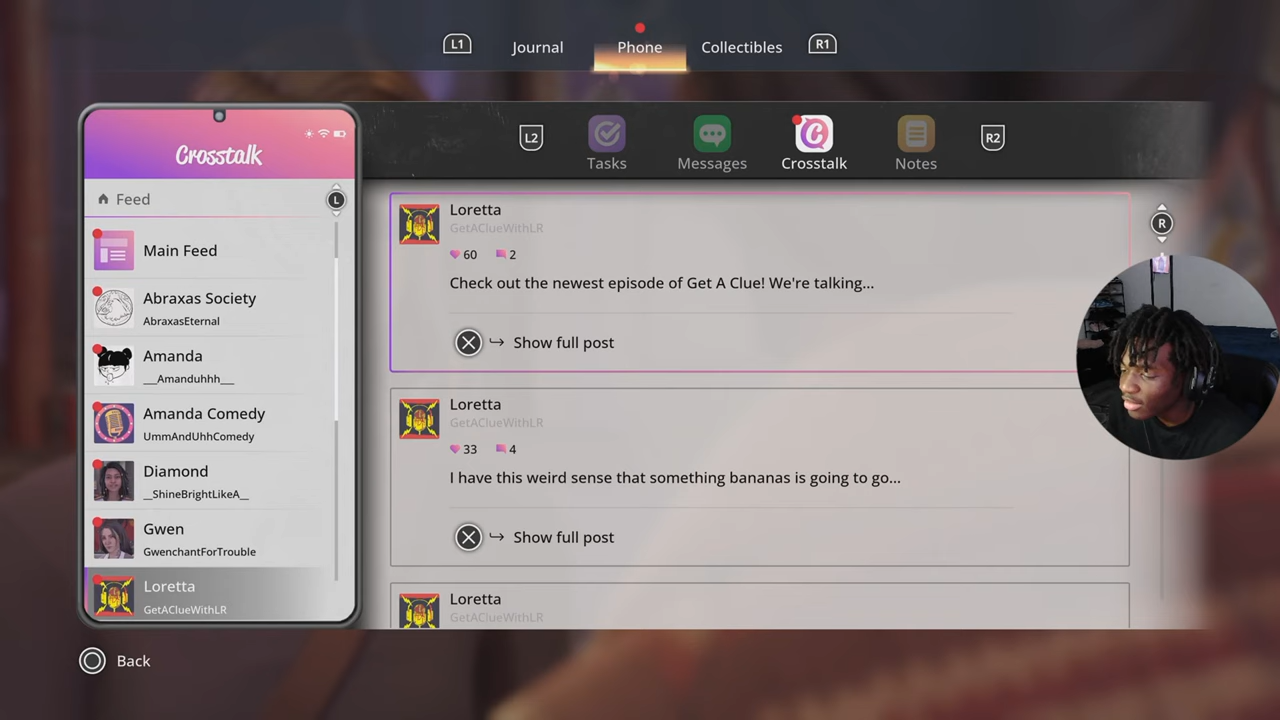 L1
Journal
Phone
Collectibles
R1
Crosstalk
Feed
L
Main Feed
Abraxas Society
AbraxasEternal
Amanda
___Amanduhhh___
Amanda Comedy
UmmAndUhhComedy
Diamond
__ShineBrightLikeA__
Gwen
GwenchantForTrouble
Loretta
GetAClueWithLR
L2
Tasks
Messages
Crosstalk
Notes
R2
Loretta
GetAClueWithLR
60 2
Check out the newest episode of Get A Clue! We're talking...
Show full post
R
Loretta
GetAClueWithLR
33 4
I have this weird sense that something bananas is going to go...
Show full post
Loretta
GetAClueWithLR
Back